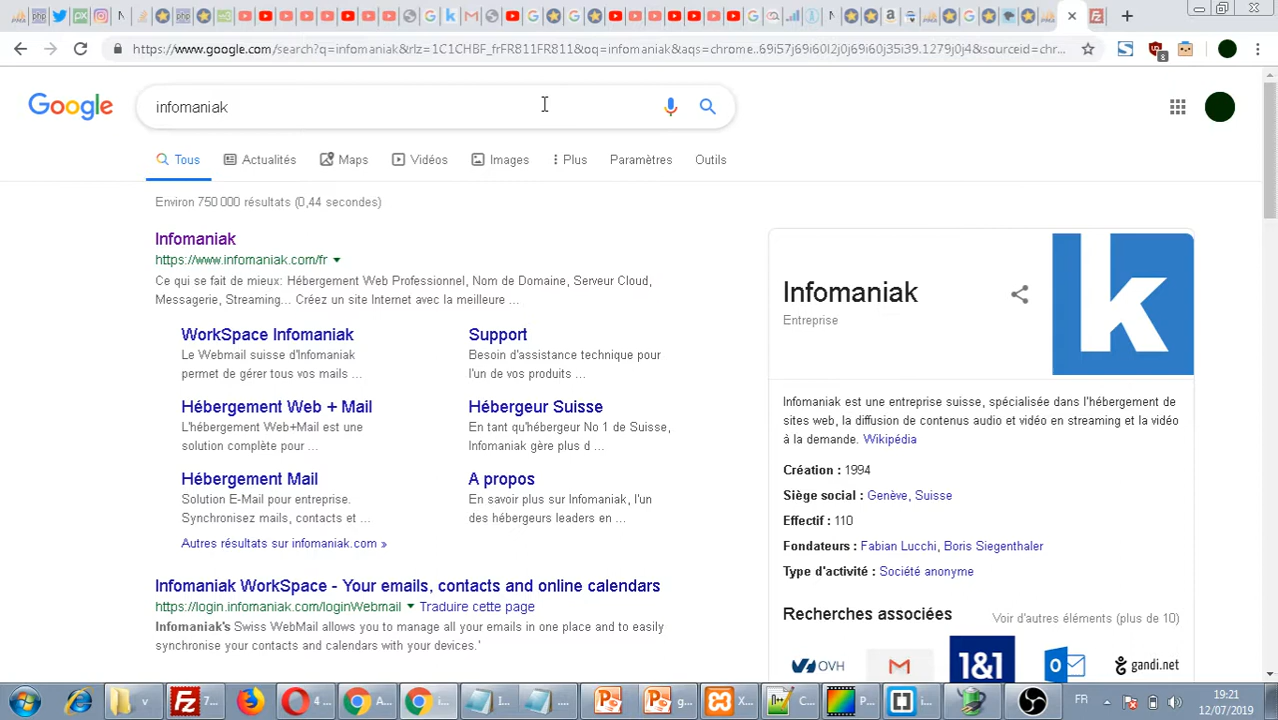 https://www.google.com/search?q=infomaniak&rlz=1C1CHBF_frFR811FR811&oq=infomaniak&aqs=chrome..69i57j69i60l2j0j69i60j35i39.1279j0j4&sourceid=chr...
8
Google
infomaniak
Tous Actualités Maps Vidéos Images Plus Paramètres Outils
Environ 750 000 résultats (0,44 secondes)
Infomaniak
https://www.infomaniak.com/fr
Ce qui se fait de mieux: Hébergement Web Professionnel, Nom de Domaine, Serveur Cloud,
Messagerie, Streaming... Créez un site Internet avec la meilleure ...
WorkSpace Infomaniak
Le Webmail suisse d'Infomaniak
permet de gérer tous vos mails ...
Support
Besoin d'assistance technique pour
l'un de vos produits ...
Hébergement Web + Mail
L'hébergement Web+Mail est une
solution complète pour ...
Hébergeur Suisse
En tant qu'hébergeur No 1 de Suisse,
Infomaniak gère plus d ...
Hébergement Mail
Solution E-Mail pour entreprise.
Synchronisez mails, contacts et ...
A propos
En savoir plus sur Infomaniak, l'un
des hébergeurs leaders en ...
Autres résultats sur infomaniak.com »
Infomaniak WorkSpace - Your emails, contacts and online calendars
https://login.infomaniak.com/loginWebmail Traduire cette page
Infomaniak's Swiss WebMail allows you to manage all your emails in one place and to easily
synchronise your contacts and calendars with your devices.'
Infomaniak
Entreprise
k
Infomaniak est une entreprise suisse, spécialisée dans l'hébergement de
sites web, la diffusion de contenus audio et vidéo en streaming et la vidéo
à la demande. Wikipédia
Création : 1994
Siège social : Genève, Suisse
Effectif : 110
Fondateurs : Fabian Lucchi, Boris Siegenthaler
Type d'activité : Société anonyme
Recherches associées
Voir d'autres éléments (plus de 10)
OVH
1&1
gandi.net
v 7... 4 ... A... i... I... ... P... g... X... C... P... i...
FR
19:21
12/07/2019